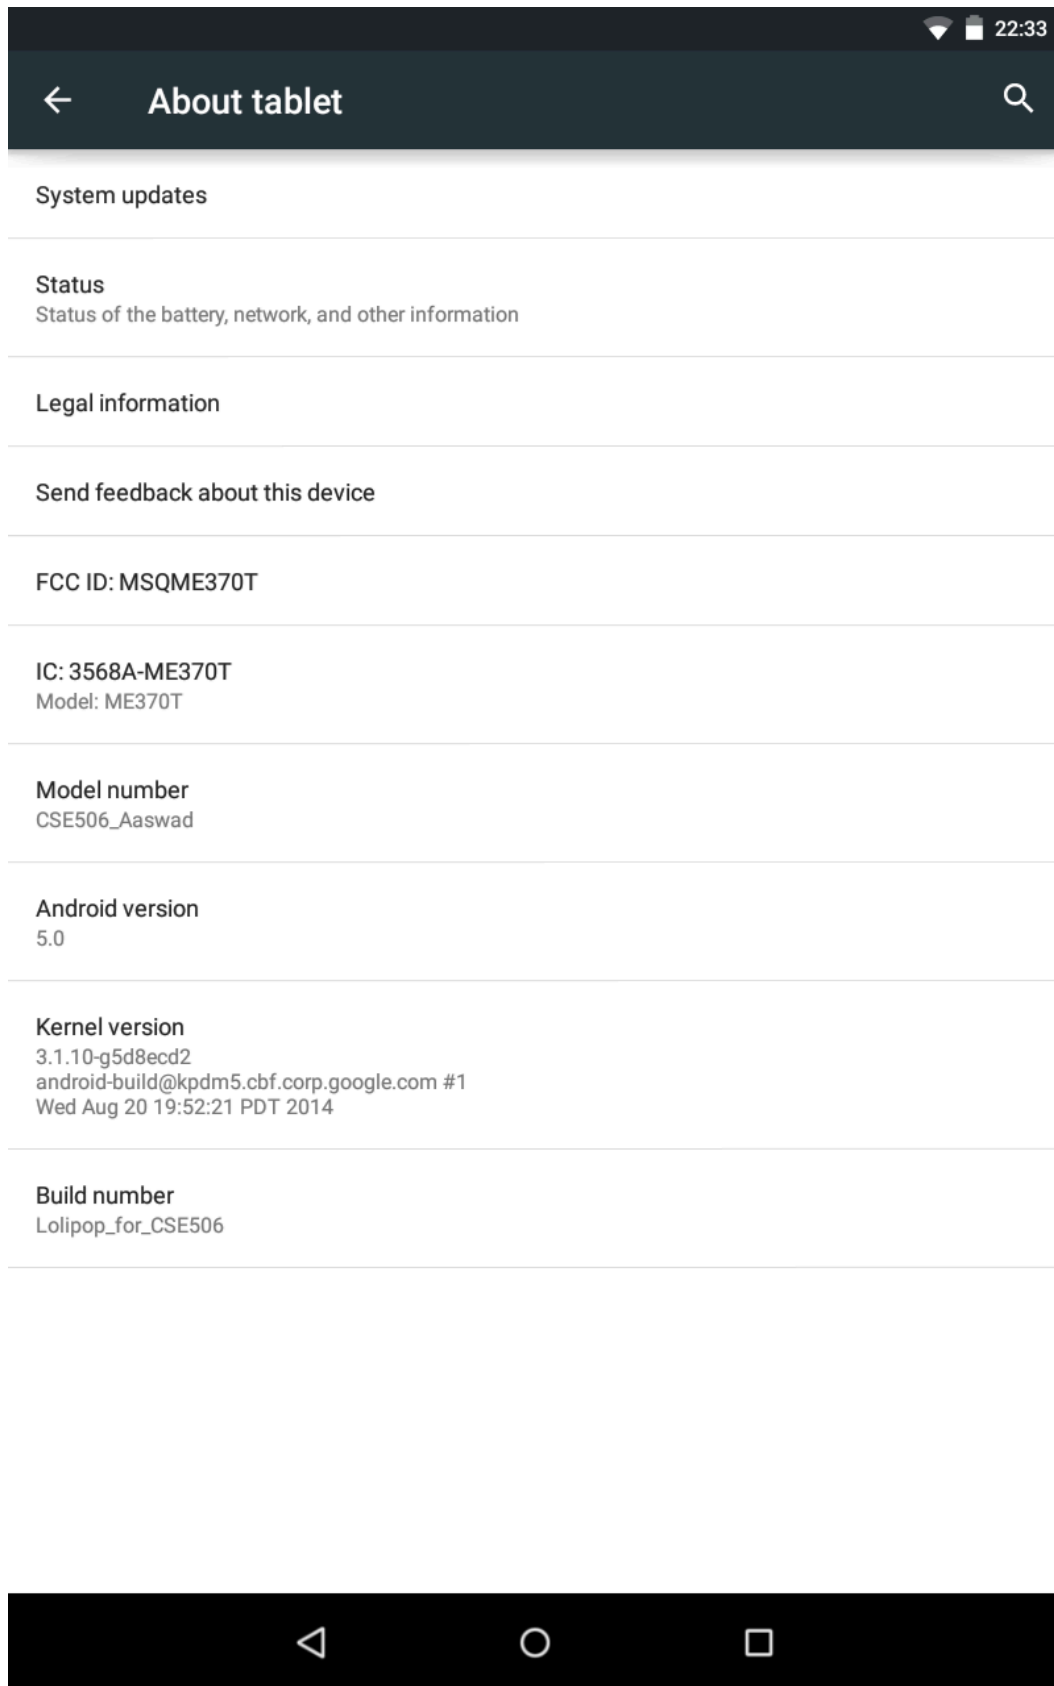 22:33
About tablet
System updates
Status
Status of the battery, network, and other information
Legal information
Send feedback about this device
FCC ID: MSQME370T
IC: 3568A-ME370T
Model: ME370T
Model number
CSE506_Aaswad
Android version
5.0
Kernel version
3.1.10-g5d8ecd2
android-build@kpdm5.cbf.corp.google.com #1
Wed Aug 20 19:52:21 PDT 2014
Build number
Lolipop_for_CSE506